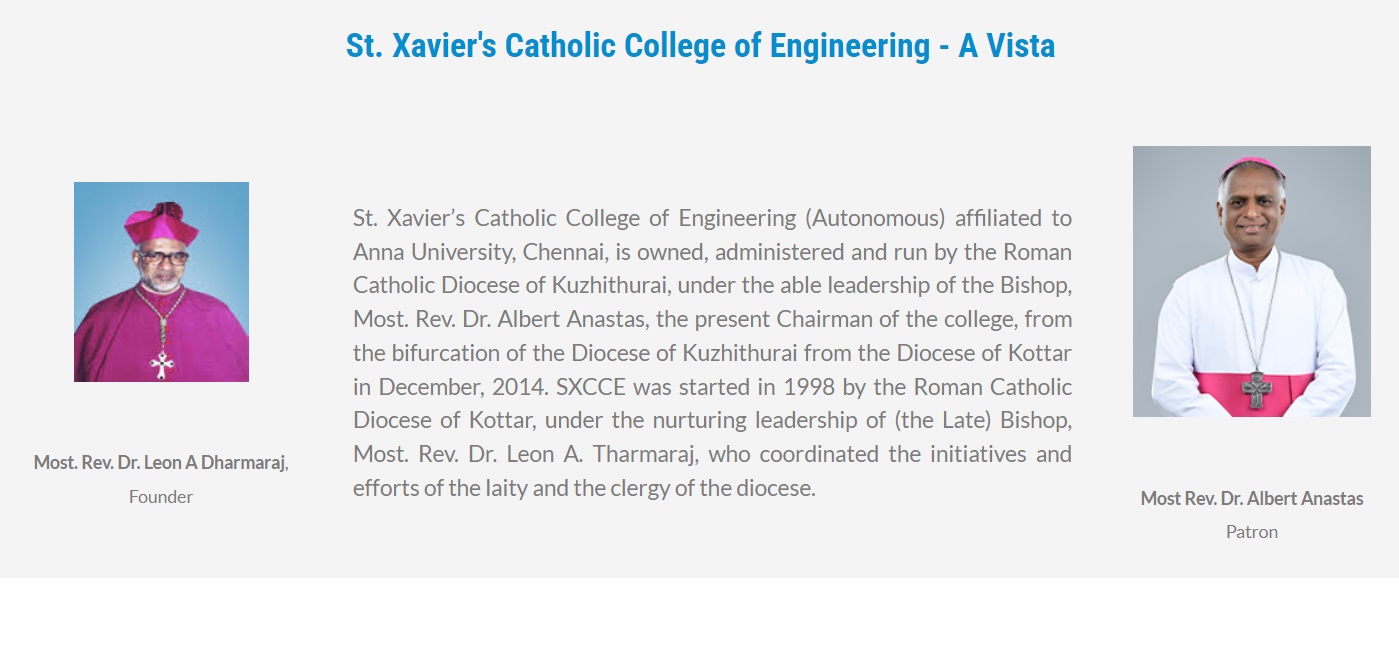 St. Xavier's Catholic College of Engineering - A Vista
St. Xavier’s Catholic College of Engineering (Autonomous) affiliated to
Anna University, Chennai, is owned, administered and run by the Roman
Catholic Diocese of Kuzhithurai, under the able leadership of the Bishop,
Most. Rev. Dr. Albert Anastas, the present Chairman of the college, from
the bifurcation of the Diocese of Kuzhithurai from the Diocese of Kottar
in December, 2014. SXCCE was started in 1998 by the Roman Catholic
Diocese of Kottar, under the nurturing leadership of (the Late) Bishop,
Most. Rev. Dr. Leon A. Tharmaraj, who coordinated the initiatives and
efforts of the laity and the clergy of the diocese.
Most. Rev. Dr. Leon A Dharmaraj,
Founder
Most Rev. Dr. Albert Anastas
Patron